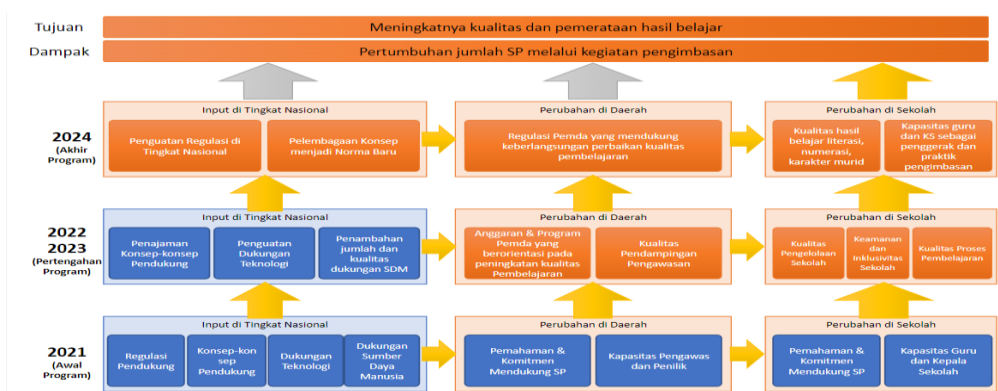 Tujuan
Meningkatnya kualitas dan pemerataan hasil belajar
Dampak
Pertumbuhan jumlah SP melalui kegiatan pengimbasan
2024
(Akhir
Program)
Input di Tingkat Nasional
Penguatan Regulasi di
Tingkat Nasional
Pelembagaan Konsep
menjadi Norma Baru
Perubahan di Daerah
Regulasi Pemda yang mendukung
keberlangsungan perbaikan kualitas
pembelajaran
Perubahan di Sekolah
Kualitas hasil
belajar literasi,
numerasi,
karakter murid
Kapasitas guru
dan KS sebagai
penggerak dan
praktik
pengimbasan
2022
2023
(Pertengahan
Program)
Input di Tingkat Nasional
Penajaman
Konsep-konsep
Pendukung
Penguatan
Dukungan
Teknologi
Penambahan
jumlah dan
kualitas
dukungan SDM
Perubahan di Daerah
Anggaran & Program
Pemda yang
berorientasi pada
peningkatan kualitas
Pembelajaran
Kualitas
Pendampingan
Pengawasan
Perubahan di Sekolah
Kualitas
Pengelolaan
Sekolah
Keamanan
dan
Inklusivitas
Sekolah
Kualitas Proses
Pembelajaran
2021
(Awal
Program)
Input di Tingkat Nasional
Regulasi
Pendukung
Konsep-kon
sep
Pendukung
Dukungan
Teknologi
Dukungan
Sumber
Daya
Manusia
Perubahan di Daerah
Pemahaman &
Komitmen
Mendukung SP
Kapasitas Pengawas
dan Penilik
Perubahan di Sekolah
Pemahaman &
Komitmen
Mendukung SP
Kapasitas Guru
dan Kepala
Sekolah